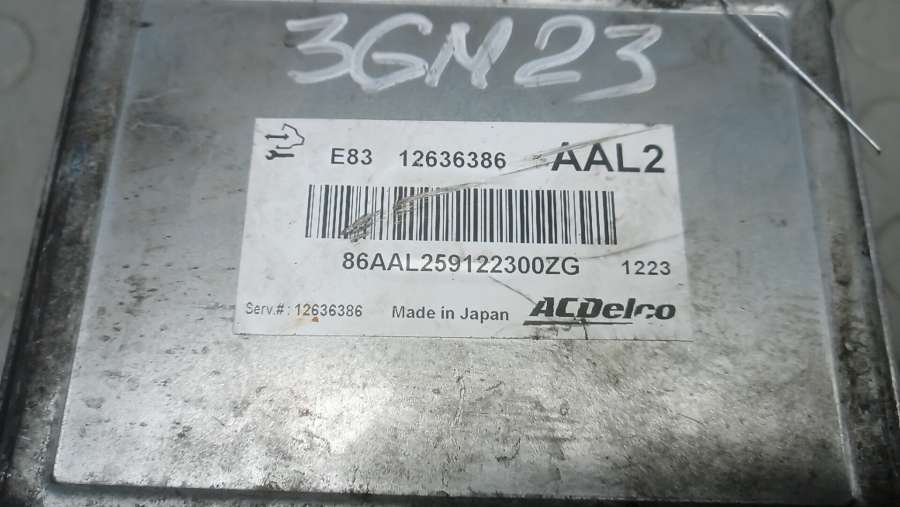 3GM23
E83 12636386 AAL2
86AAL259122300ZG 1223
Serv.#: 12636386 Made in Japan ACDelco